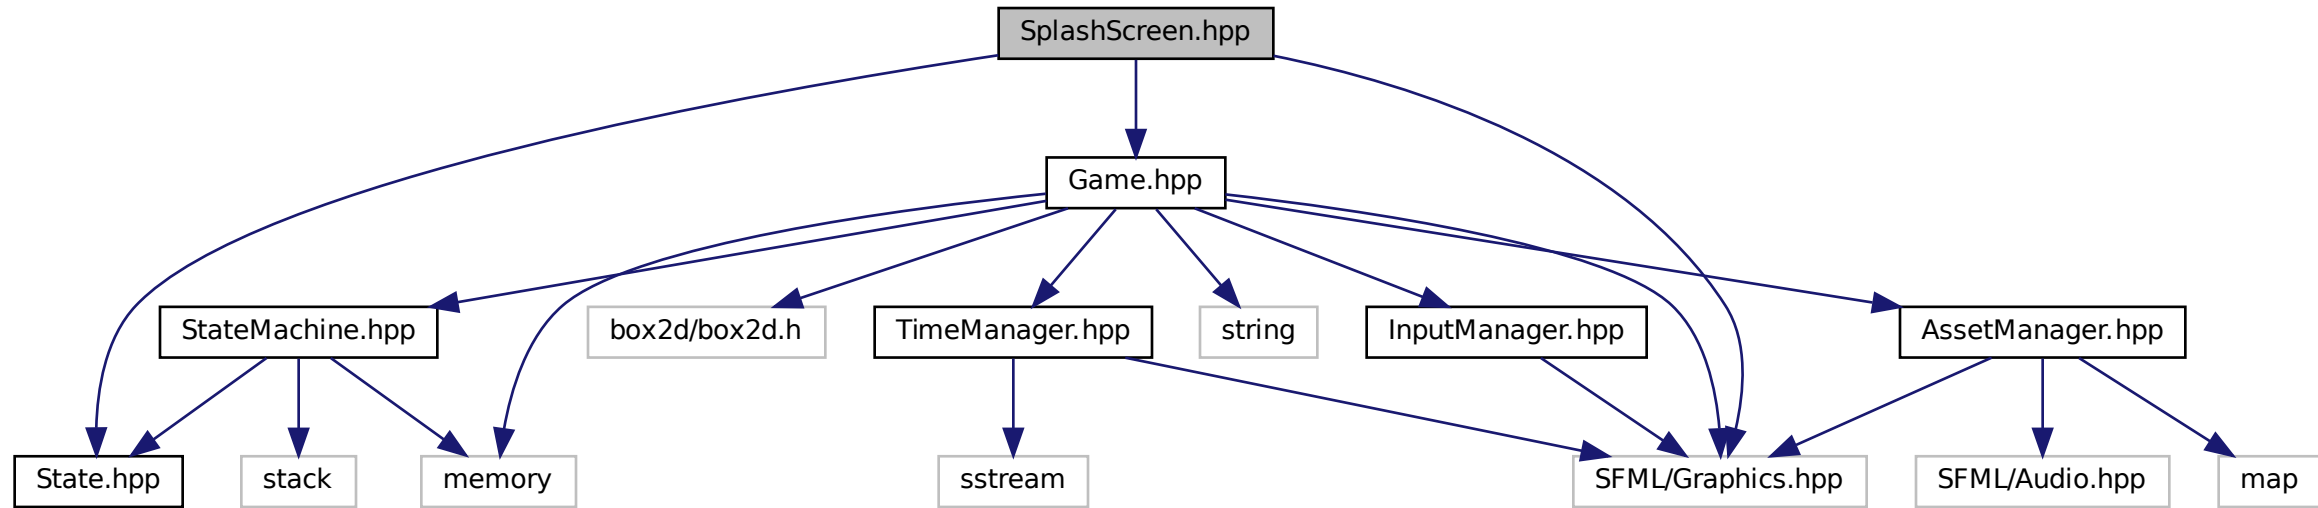 SplashScreen.hpp
Game.hpp
StateMachine.hpp
box2d/box2d.h
TimeManager.hpp
string
InputManager.hpp
AssetManager.hpp
State.hpp
stack
memory
sstream
SFML/Graphics.hpp
SFML/Audio.hpp
map